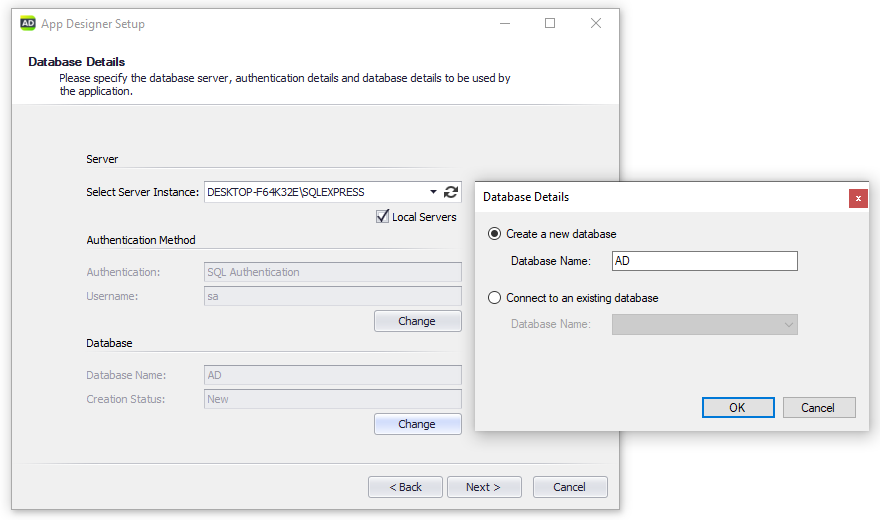 AD App Designer Setup
Database Details
Please specify the database server, authentication details and database details to be used by
the application.
Server
Select Server Instance: DESKTOP-F64K32E\SQLEXPRESS
Local Servers
Authentication Method
Authentication: SQL Authentication
Username: sa
Change
Database
Database Name: AD
Creation Status: New
Change
< Back Next > Cancel
Database Details x
Create a new database
Database Name: AD
Connect to an existing database
Database Name:
OK Cancel